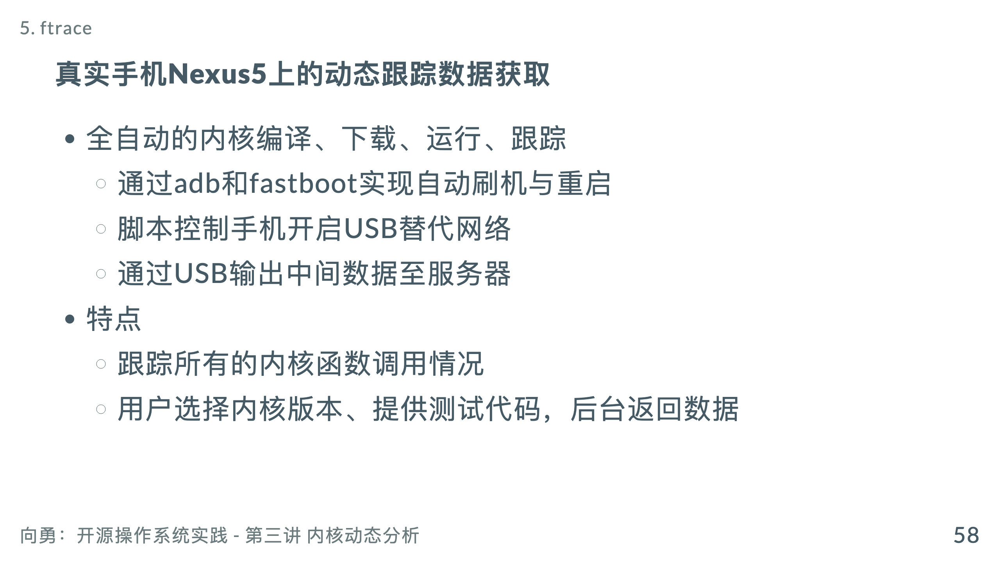 5. ftrace
真实手机Nexus5上的动态跟踪数据获取
全自动的内核编译、下载、运行、跟踪
通过adb和fastboot实现自动刷机与重启
脚本控制手机开启USB替代网络
通过USB输出中间数据至服务器
特点
跟踪所有的内核函数调用情况
用户选择内核版本、提供测试代码，后台返回数据
向勇：开源操作系统实践 - 第三讲 内核动态分析
58